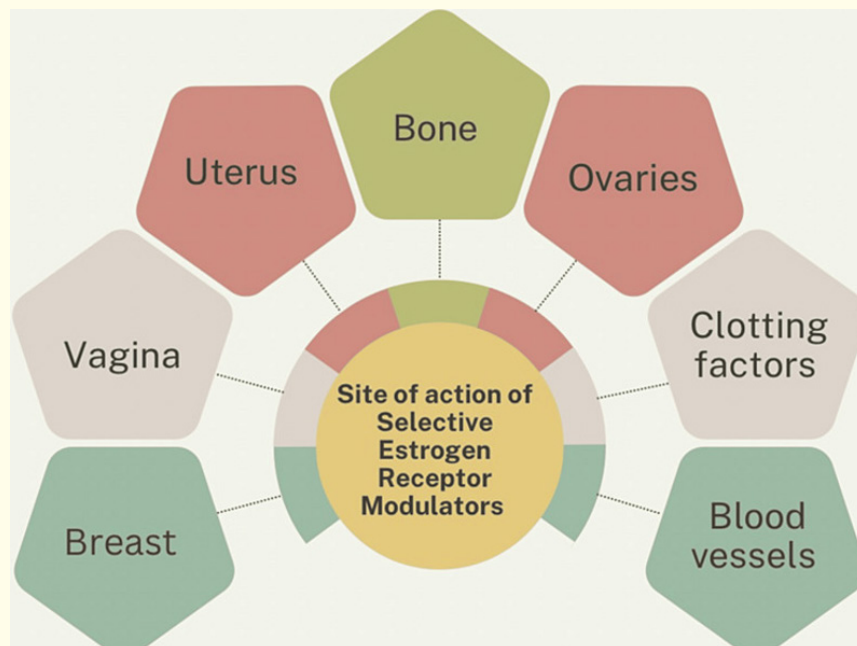 Bone
Uterus
Ovaries
Vagina
Clotting
factors
Site of action of
Selective
Estrogen
Receptor
Modulators
Breast
Blood
vessels